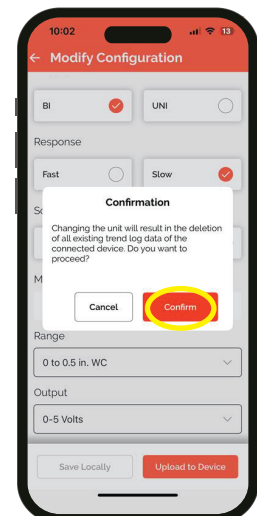 10:02
13
← Modify Configuration
BI
UNI
Response
Fast
Slow
Sc
Confirmation
Changing the unit will result in the deletion
of all existing trend log data of the
connected device. Do you want to
proceed?
M
Cancel
Confirm
Range
0 to 0.5 in. WC
Output
0-5 Volts
Save Locally
Upload to Device